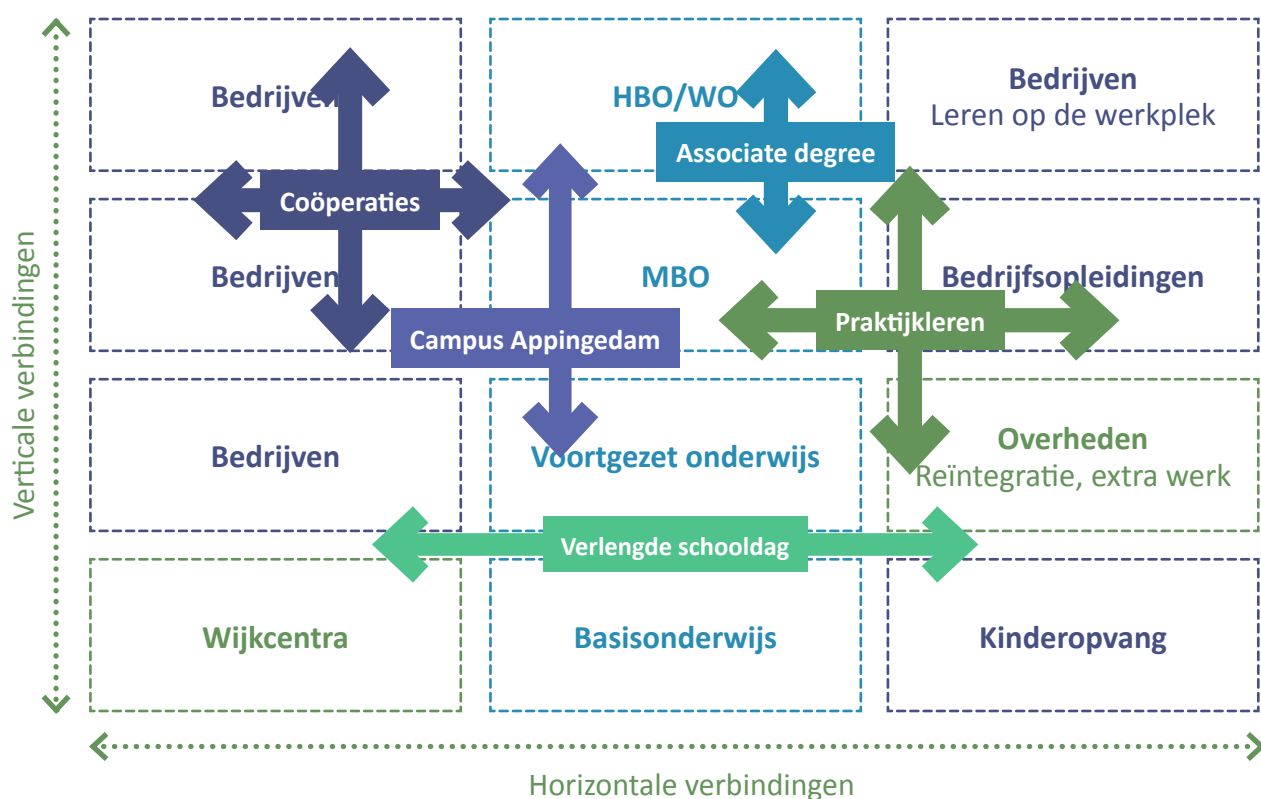 Bedrijven
HBO/WO
Bedrijven
Leren op de werkplek
Associate degree
Coöperaties
Bedrijven
MBO
Bedrijfsopleidingen
Campus Appingedam
Praktijkleren
Bedrijven
Voortgezet onderwijs
Overheden
Reïntegratie, extra werk
Verlengde schooldag
Wijkcentra
Basisonderwijs
Kinderopvang
Verticale verbindingen
Horizontale verbindingen